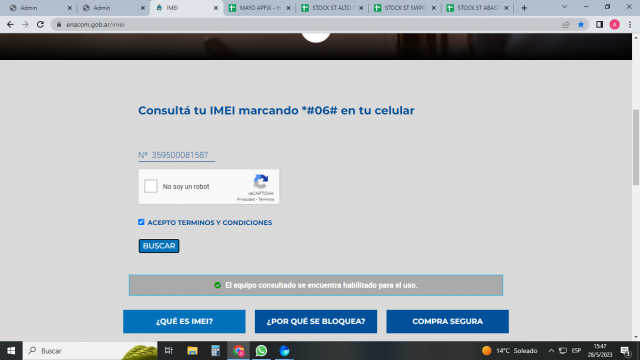 Admin
Admin
IMEI
MAYO APFIX - H
STOCK ST ALTO
STOCK ST SWPO
STOCK ST ABAST
enacom.gob.ar/imei
A
Consultá tu IMEI marcando *#06# en tu celular
Nº 359500081587
No soy un robot
reCAPTCHA
Privacidad - Términos
ACEPTO TERMINOS Y CONDICIONES
BUSCAR
El equipo consultado se encuentra habilitado para el uso.
¿QUÉ ES IMEI?
¿POR QUÉ SE BLOQUEA?
COMPRA SEGURA
Buscar
14°C Soleado
ESP
15:47
28/5/2023